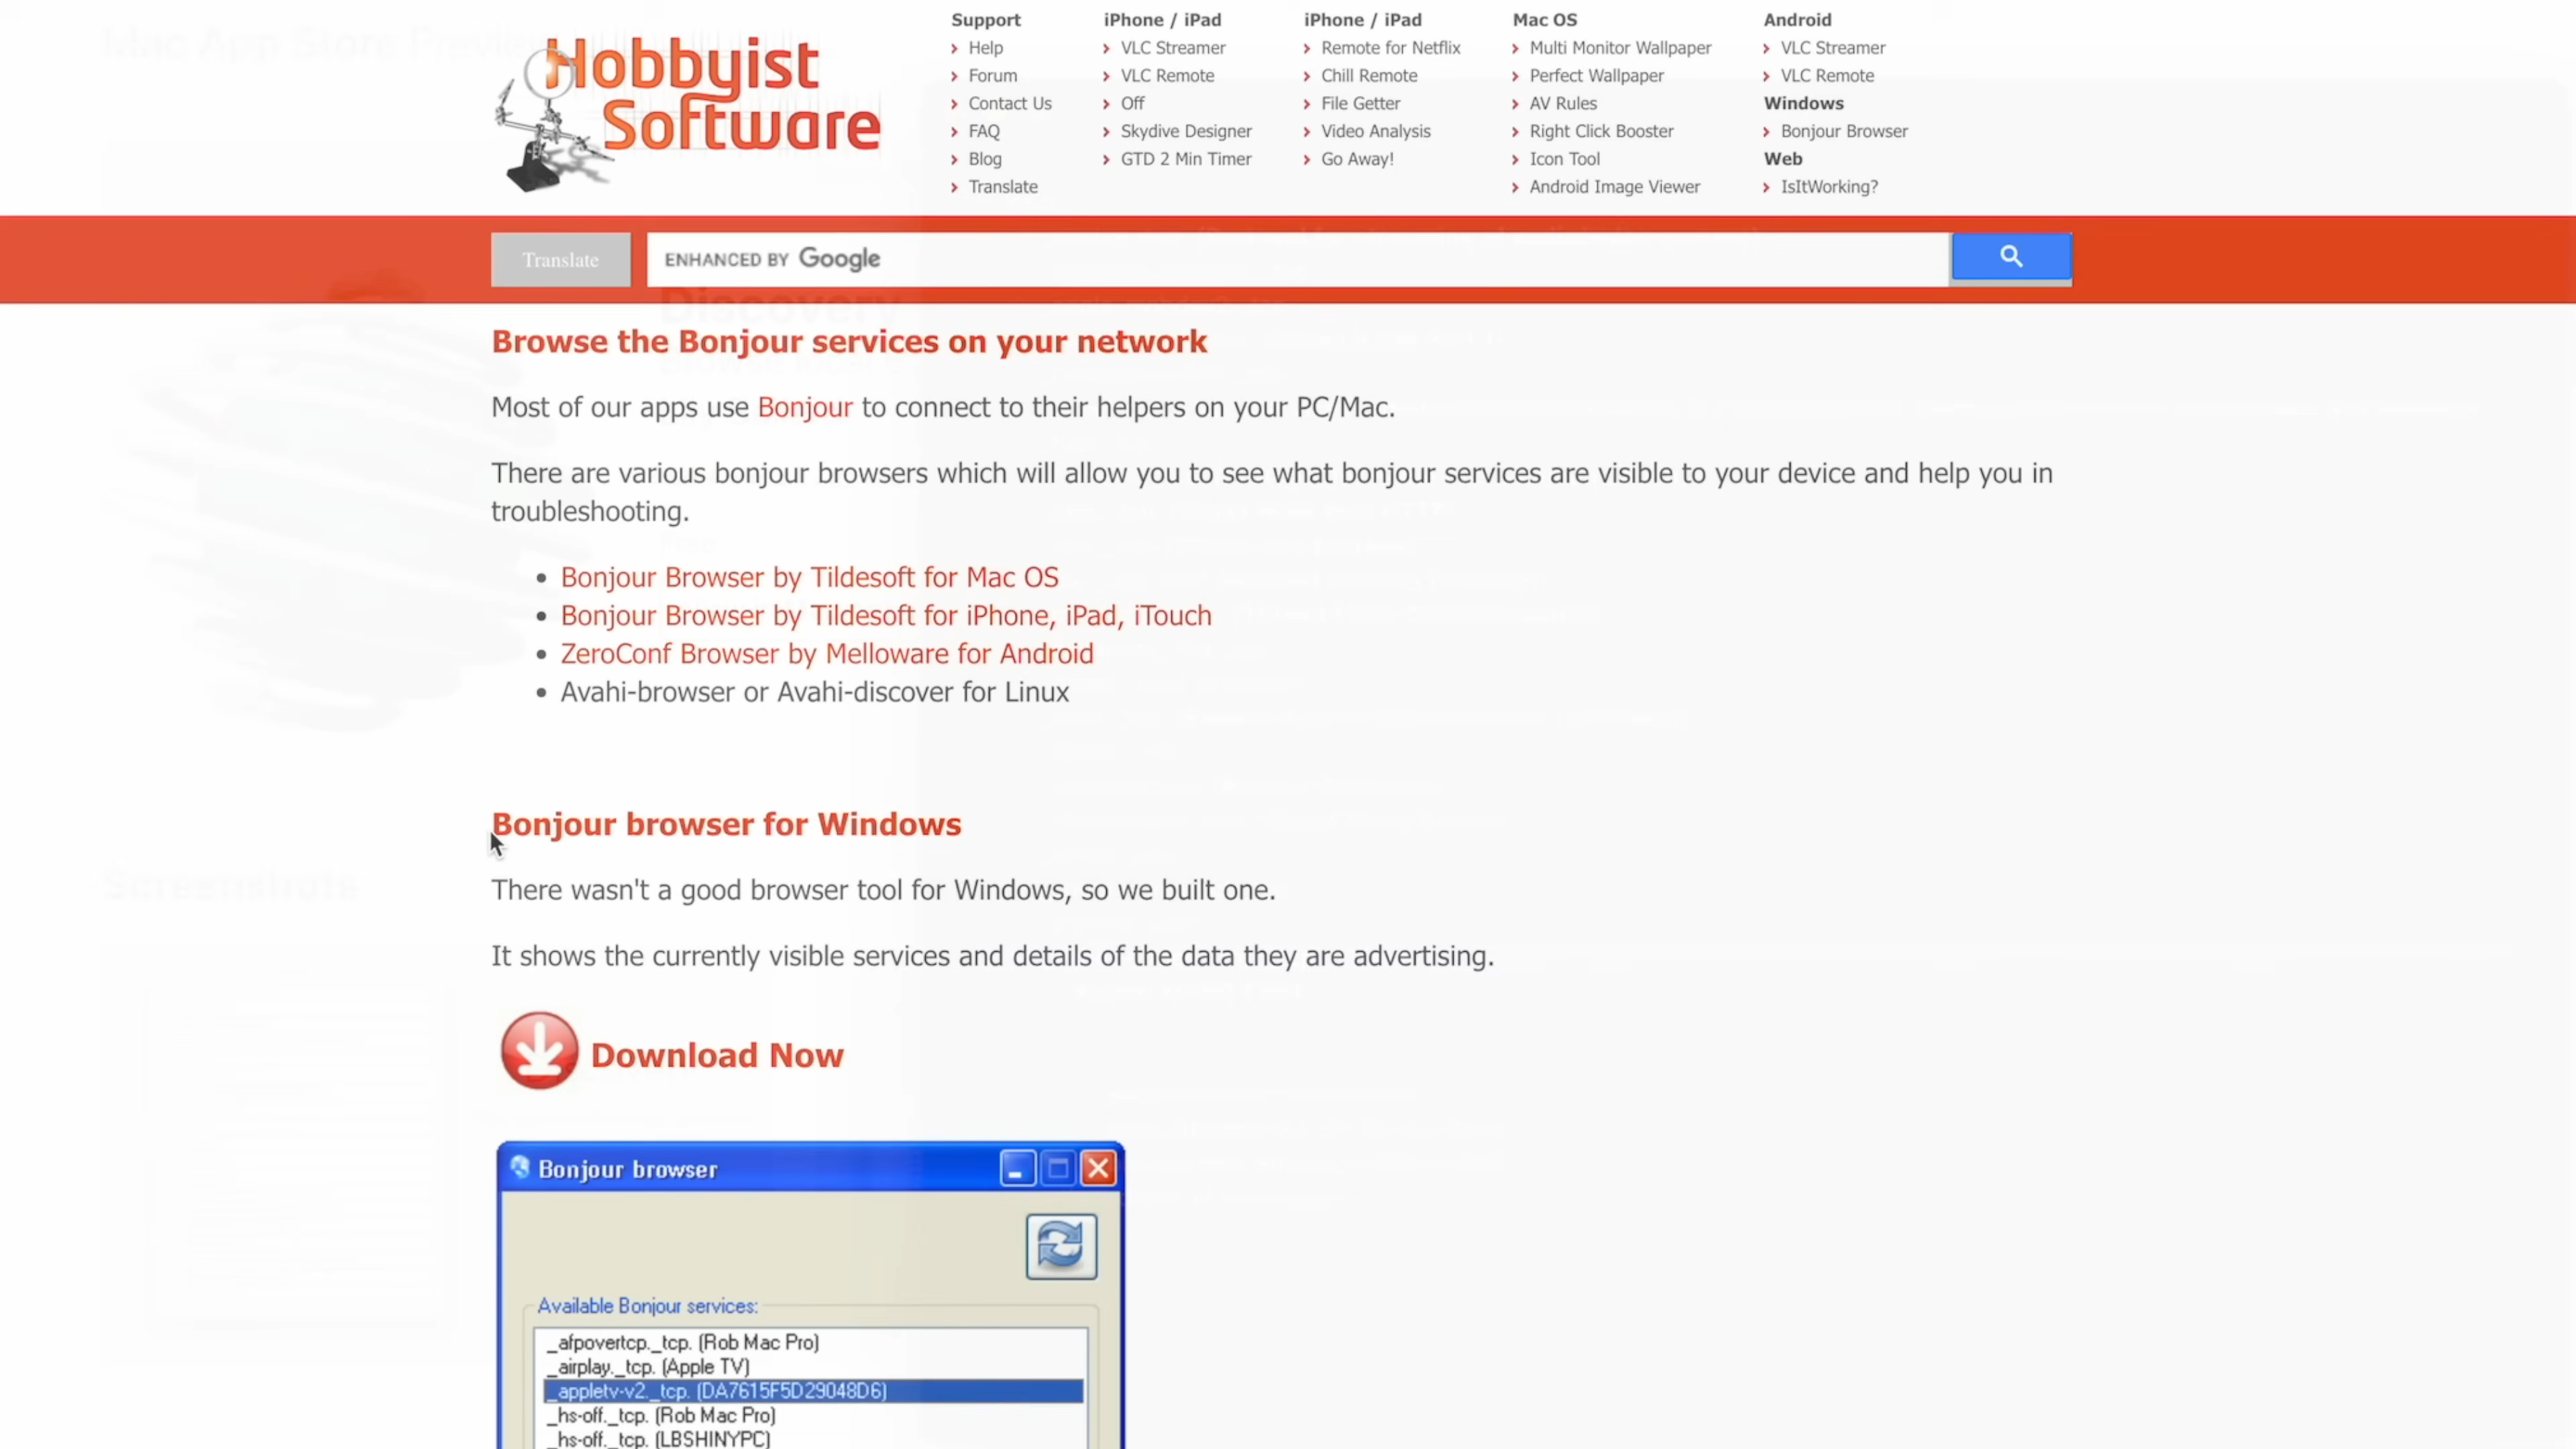 Mac App Store Preview
Hobbyist
Software
Support
Help
Forum
Contact Us
FAQ
Blog
Translate
iPhone / iPad
VLC Streamer
VLC Remote
Off
Skydive Designer
GTD 2 Min Timer
iPhone / iPad
Remote for Netflix
Chill Remote
File Getter
Video Analysis
Go Away!
Mac OS
Multi Monitor Wallpaper
Perfect Wallpaper
AV Rules
Right Click Booster
Icon Tool
Android Image Viewer
Android
VLC Streamer
VLC Remote
Windows
Bonjour Browser
Web
IsItWorking?
Translate
ENHANCED BY Google
Discovery
Browse the Bonjour services on your network
Most of our apps use Bonjour to connect to their helpers on your PC/Mac.
There are various bonjour browsers which will allow you to see what bonjour services are visible to your device and help you in
troubleshooting.
Bonjour Browser by Tildesoft for Mac OS
Bonjour Browser by Tildesoft for iPhone, iPad, iTouch
ZeroConf Browser by Melloware for Android
Avahi-browser or Avahi-discover for Linux
Bonjour browser for Windows
Screenshots
There wasn't a good browser tool for Windows, so we built one.
It shows the currently visible services and details of the data they are advertising.
Download Now
Bonjour browser
Available Bonjour services:
_afpovertcp._tcp. (Rob Mac Pro)
_airplay._tcp. (Apple TV)
_appletv-v2._tcp. (DA7615F5D29048D6)
_hs-off._tcp. (Rob Mac Pro)
_hs-off._tcp. (LBSHINYPC)